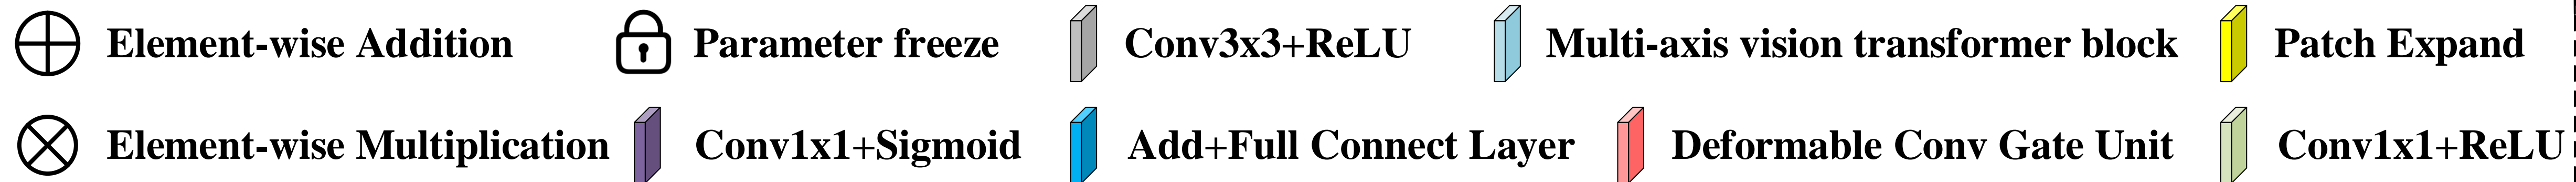 Element-wise Addition Parameter freeze Conv3x3+ReLU Multi-axis vision transformer block Patch Expand
Element-wise Multiplication Conv1x1+Sigmoid Add+Full Connect Layer Deformable Conv Gate Unit Conv1x1+ReLU